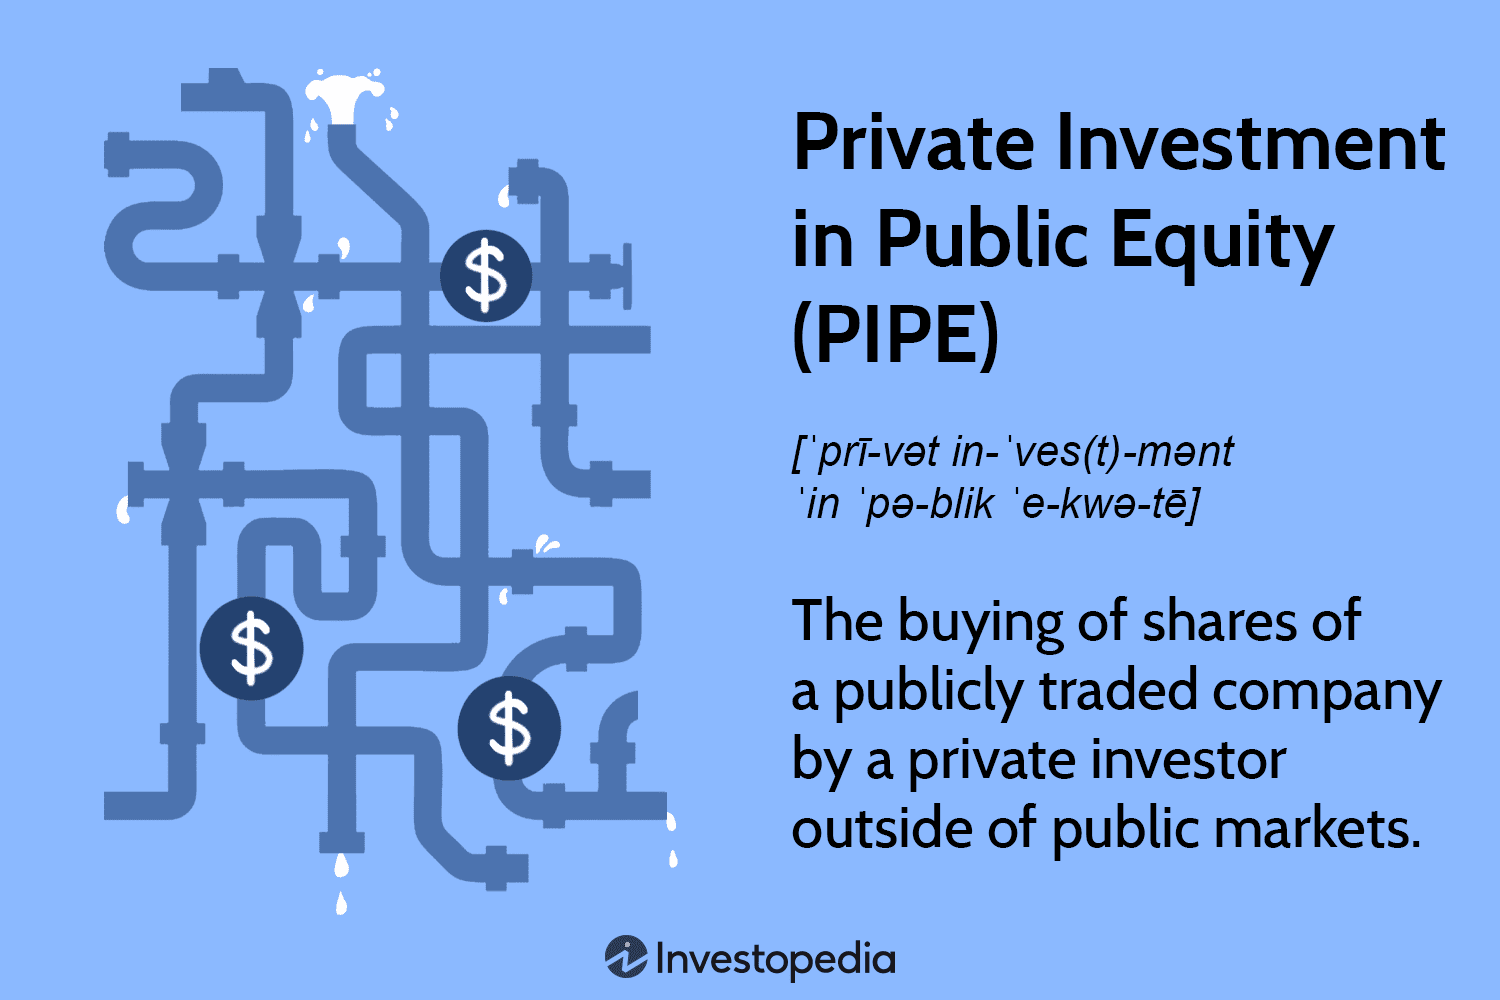 Private Investment
in Public Equity
(PIPE)
[ˈprī-vət in-ˈves(t)-mənt
ˈin ˈpə-blik ˈe-kwə-tē]
The buying of shares of
a publicly traded company
by a private investor
outside of public markets.
$
$
$
Investopedia